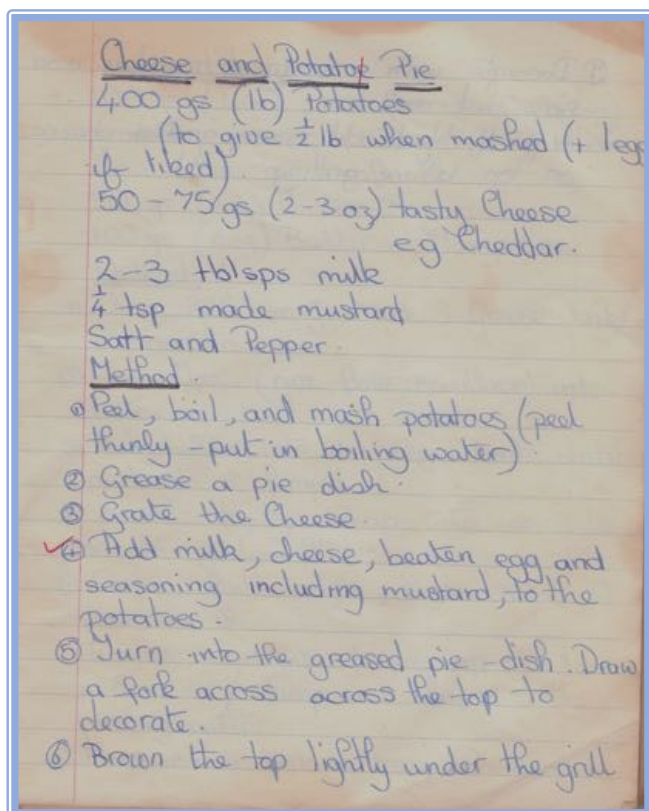 Cheese and Potatoe Pie
400 gs (lb) Potatoes
(to give ½ lb when mashed (+ 1egg
if liked)
50 - 75 gs (2-3 oz) tasty Cheese
eg Cheddar.
2-3 tblsps milk
¼ tsp made mustard
Salt and Pepper.
Method
① Peel, boil, and mash potatoes (peel
thinly - put in boiling water)
② Grease a pie dish.
③ Grate the Cheese.
④ Add milk, cheese, beaten egg and
seasoning including mustard, to the
potatoes.
⑤ Turn into the greased pie-dish. Draw
a fork across across the top to
decorate.
⑥ Brown the top lightly under the grill